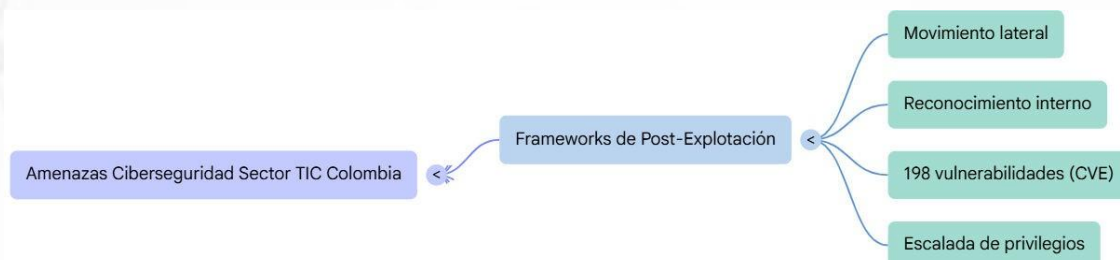 Amenazas Ciberseguridad Sector TIC Colombia
<
Frameworks de Post-Explotación
<
Movimiento lateral
Reconocimiento interno
198 vulnerabilidades (CVE)
Escalada de privilegios